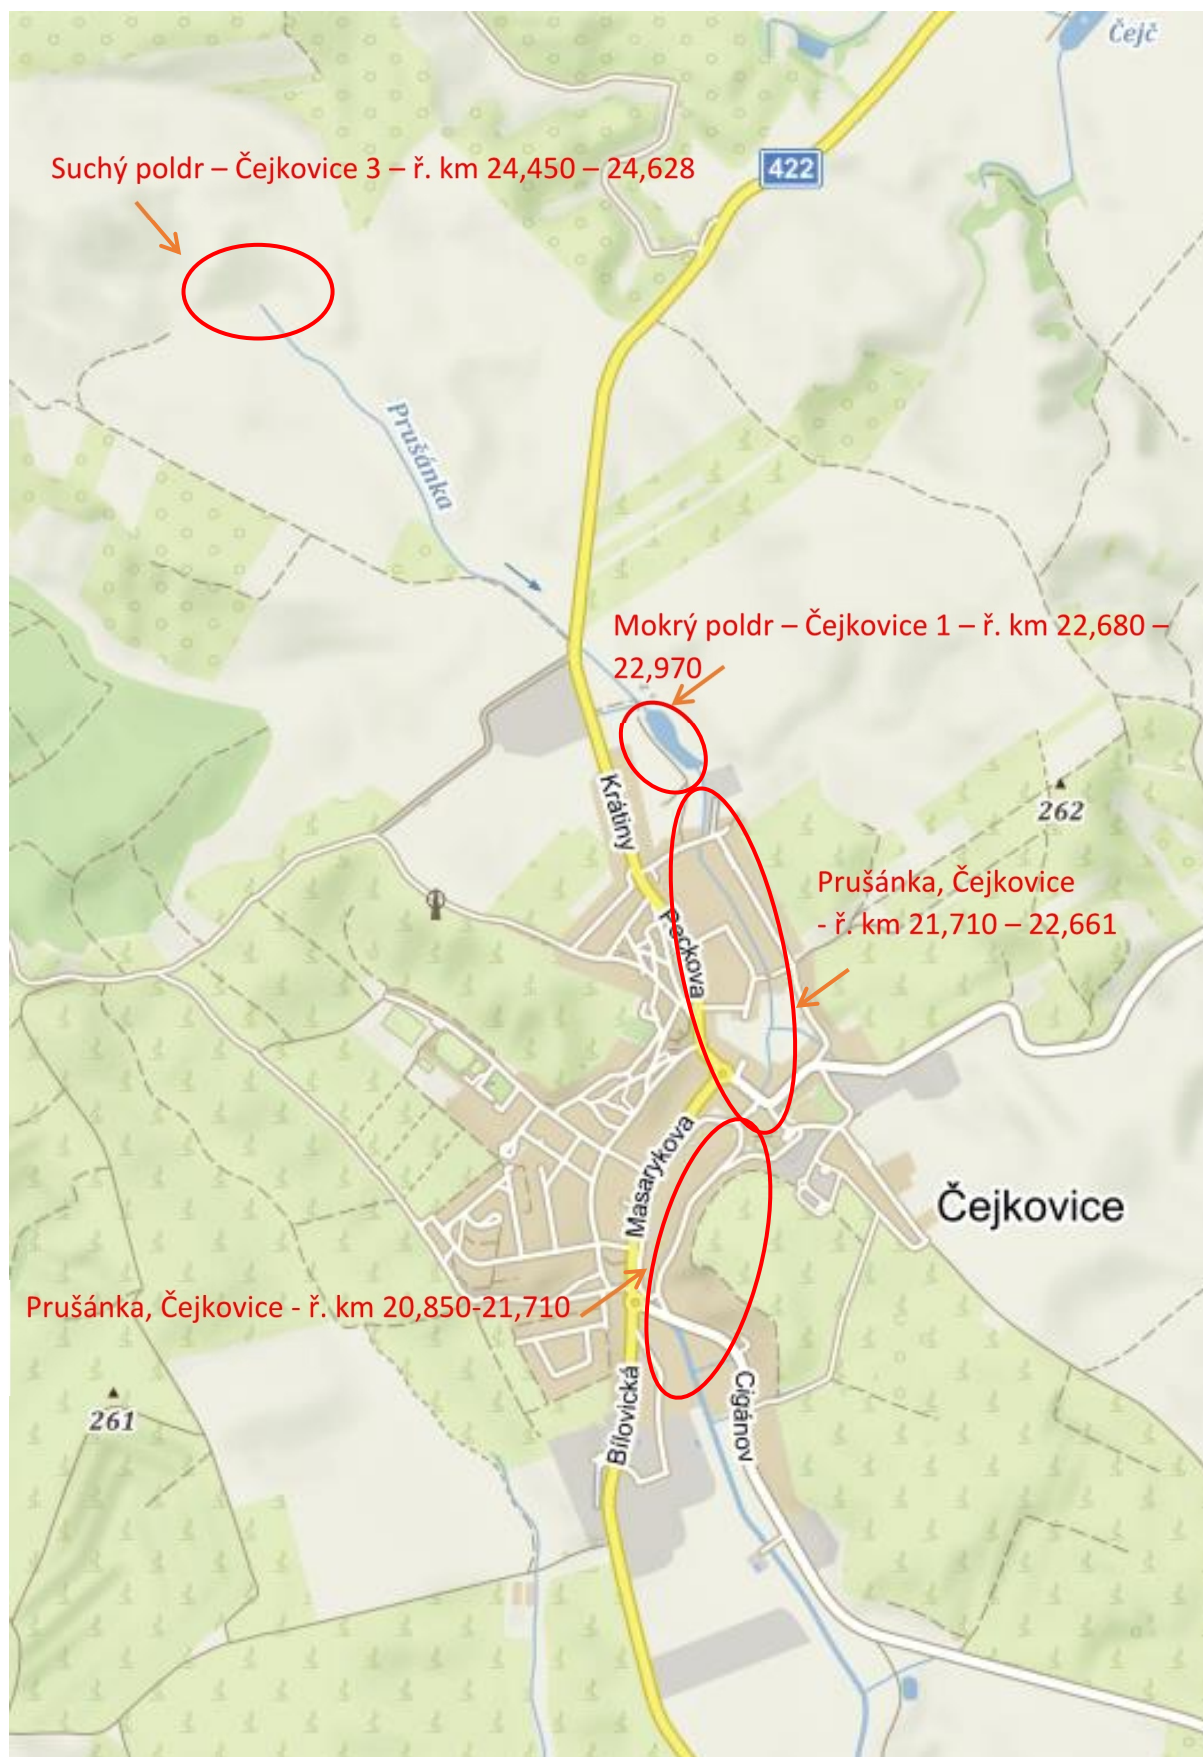 Čejč
Suchý poldr – Čejkovice 3 – ř. km 24,450 – 24,628
422
Prušánka
Mokrý poldr – Čejkovice 1 – ř. km 22,680 –
22,970
Krátiny
262
Prušánka, Čejkovice
- ř. km 21,710 – 22,661
Masarykova
Čejkovice
Prušánka, Čejkovice - ř. km 20,850-21,710
Bílovická
Cigánov
261